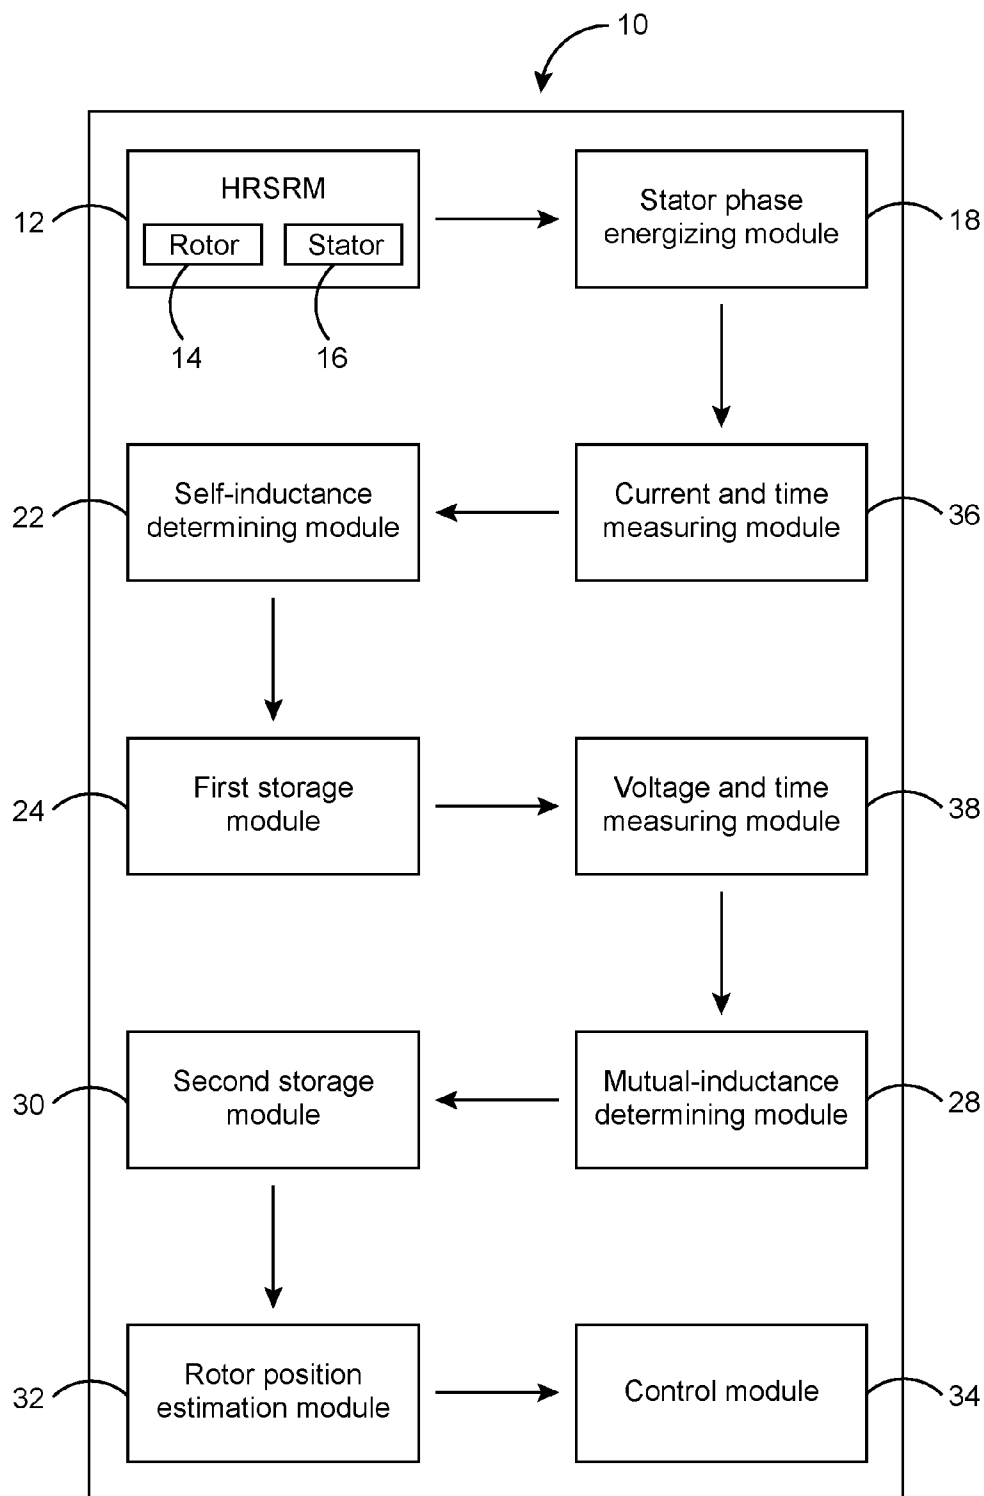 10
HRSRM
Rotor
Stator
12
14
16
Stator phase
energizing module
18
Self-inductance
determining module
22
Current and time
measuring module
36
First storage
module
24
Voltage and time
measuring module
38
Second storage
module
30
Mutual-inductance
determining module
28
Rotor position
estimation module
32
Control module
34